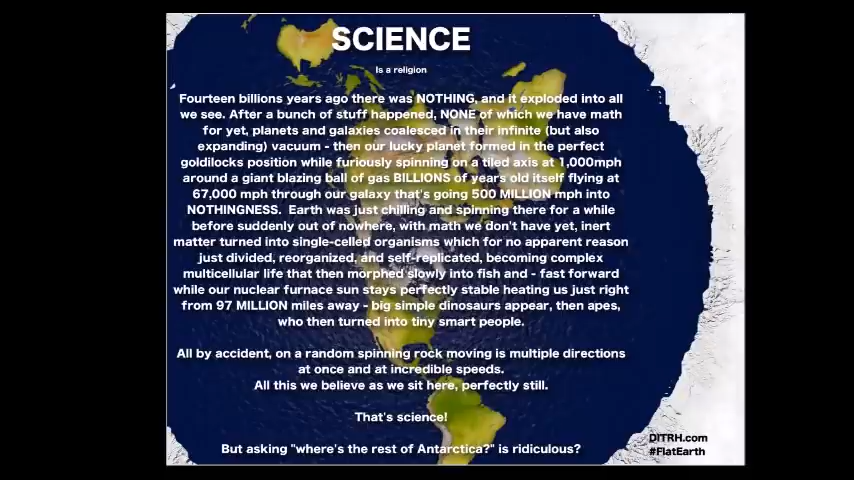 SCIENCE
Is a religion
Fourteen billions years ago there was NOTHING, and it exploded into all
we see. After a bunch of stuff happened, NONE of which we have math
for yet, planets and galaxies coalesced in their infinite (but also
expanding) vacuum - then our lucky planet formed in the perfect
goldilocks position while furiously spinning on a tiled axis at 1,000mph
around a giant blazing ball of gas BILLIONS of years old itself flying at
67,000 mph through our galaxy that's going 500 MILLION mph into
NOTHINGNESS. Earth was just chilling and spinning there for a while
before suddenly out of nowhere, with math we don't have yet, inert
matter turned into single-celled organisms which for no apparent reason
just divided, reorganized, and self-replicated, becoming complex
multicellular life that then morphed slowly into fish and - fast forward
while our nuclear furnace sun stays perfectly stable heating us just right
from 97 MILLION miles away - big simple dinosaurs appear, then apes,
who then turned into tiny smart people.
All by accident, on a random spinning rock moving is multiple directions
at once and at incredible speeds.
All this we believe as we sit here, perfectly still.
That's science!
But asking "where's the rest of Antarctica?" is ridiculous?
DITRH.com
#FlatEarth